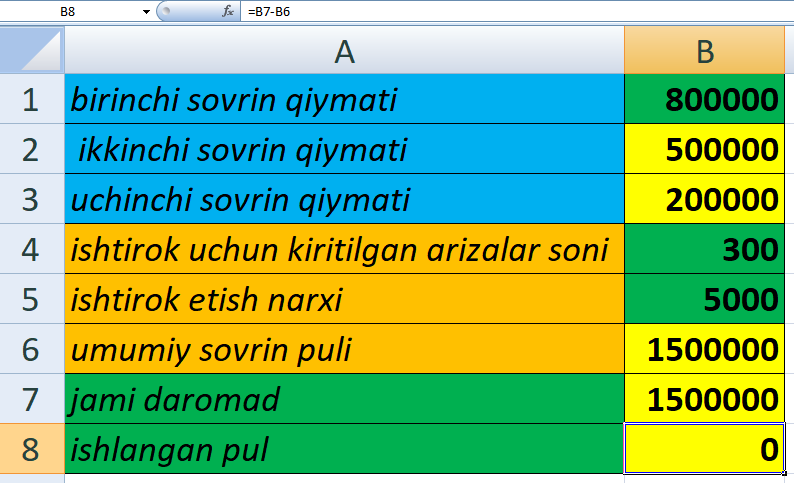 B8 fx =B7-B6
A B
1 birinchi sovrin qiymati 800000
2 ikkinchi sovrin qiymati 500000
3 uchinchi sovrin qiymati 200000
4 ishtirok uchun kiritilgan arizalar soni 300
5 ishtirok etish narxi 5000
6 umumiy sovrin puli 1500000
7 jami daromad 1500000
8 ishlangan pul 0